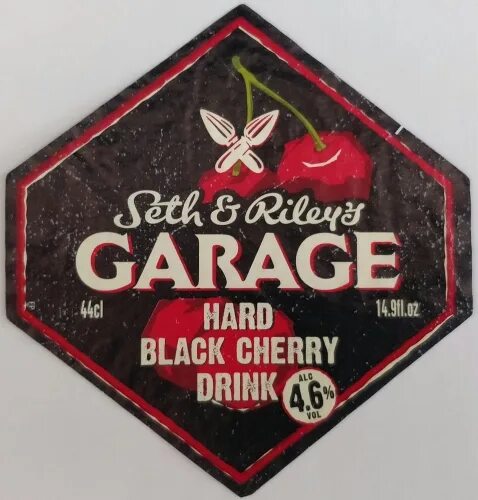 Seth & Riley's
GARAGE
44cl
14.9fl.oz
HARD
BLACK CHERRY
DRINK
ALC
4.6%
VOL